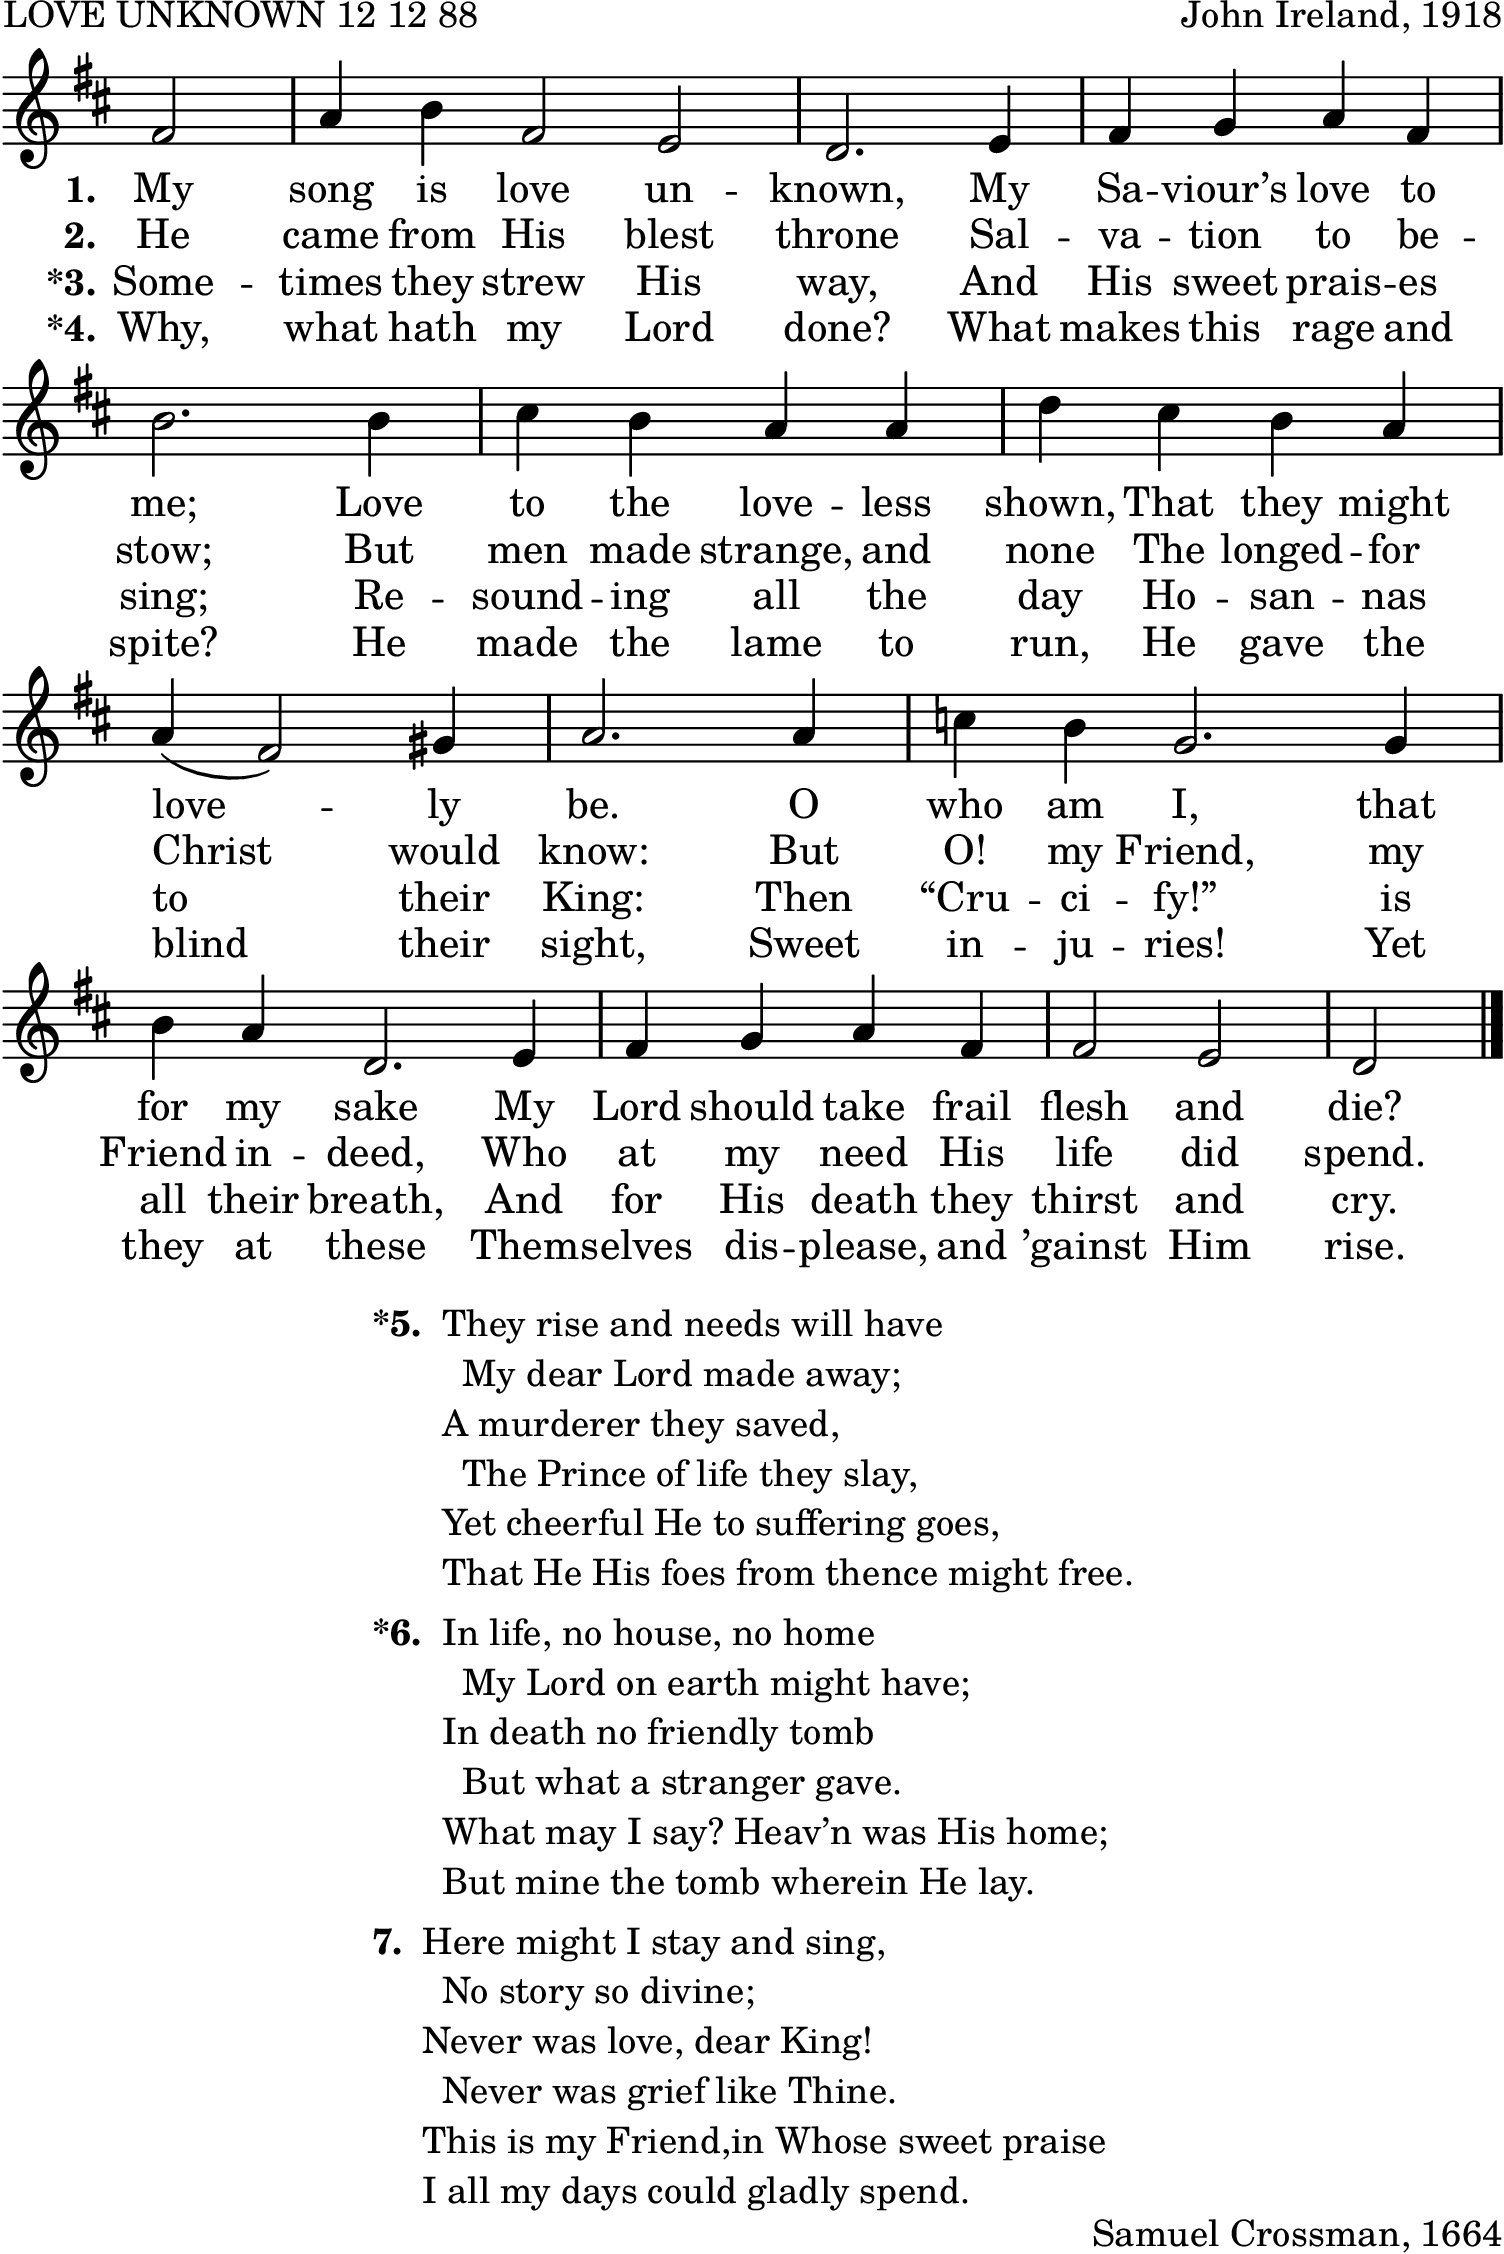 LOVE UNKNOWN 12 12 88
John Ireland, 1918
1. My song is love un -- known, My Sa -- viour’s love to
2. He came from His blest throne Sal -- va -- tion to be --
*3. Some -- times they strew His way, And His sweet prais -- es
*4. Why, what hath my Lord done? What makes this rage and
me; Love to the love -- less shown, That they might
stow; But men made strange, and none The longed -- for
sing; Re -- sound -- ing all the day Ho -- san -- nas
spite? He made the lame to run, He gave the
love -- ly be. O who am I, that
Christ would know: But O! my Friend, my
to their King: Then “Cru -- ci -- fy!” is
blind their sight, Sweet in -- ju -- ries! Yet
for my sake My Lord should take frail flesh and die?
Friend in -- deed, Who at my need His life did spend.
all their breath, And for His death they thirst and cry.
they at these Themselves dis -- please, and ’gainst Him rise.
*5. They rise and needs will have
My dear Lord made away;
A murderer they saved,
The Prince of life they slay,
Yet cheerful He to suffering goes,
That He His foes from thence might free.
*6. In life, no house, no home
My Lord on earth might have;
In death no friendly tomb
But what a stranger gave.
What may I say? Heav’n was His home;
But mine the tomb wherein He lay.
7. Here might I stay and sing,
No story so divine;
Never was love, dear King!
Never was grief like Thine.
This is my Friend,in Whose sweet praise
I all my days could gladly spend.
Samuel Crossman, 1664